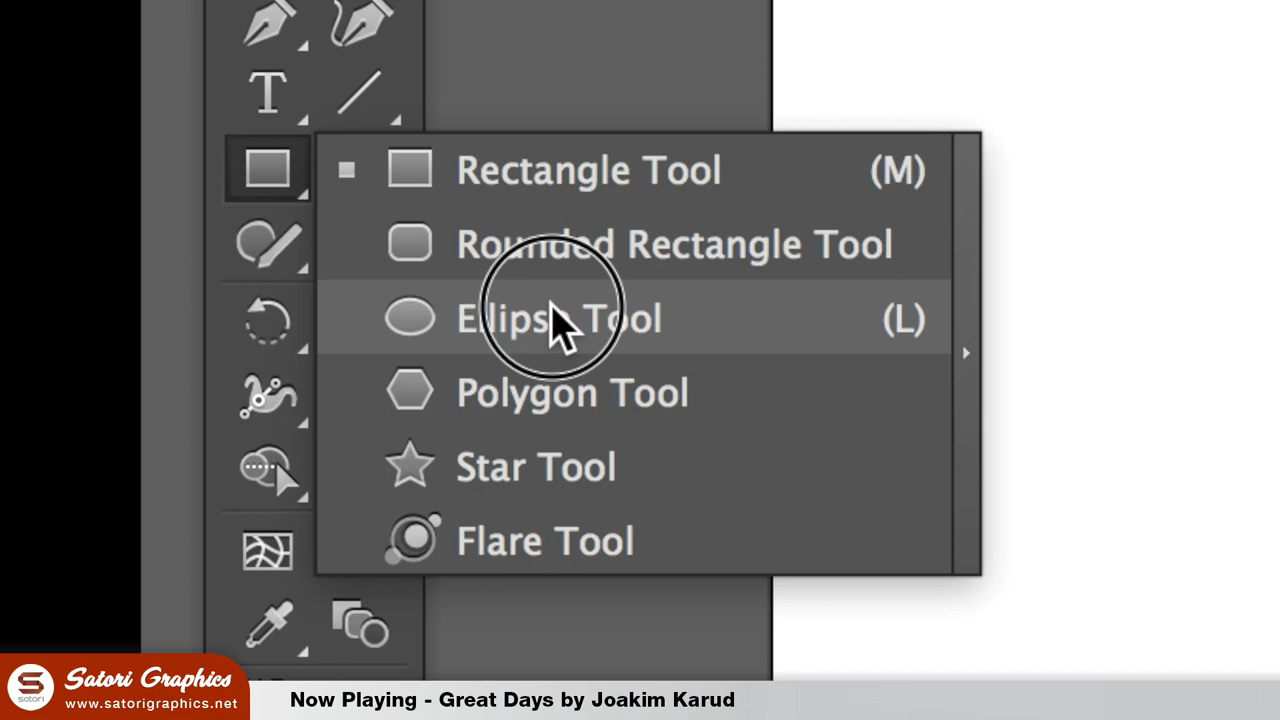 T
Rectangle Tool (M)
Rounded Rectangle Tool
Ellipse Tool (L)
Polygon Tool
Star Tool
Flare Tool
S
satori
Satori Graphics
www.satorigraphics.net
Now Playing - Great Days by Joakim Karud